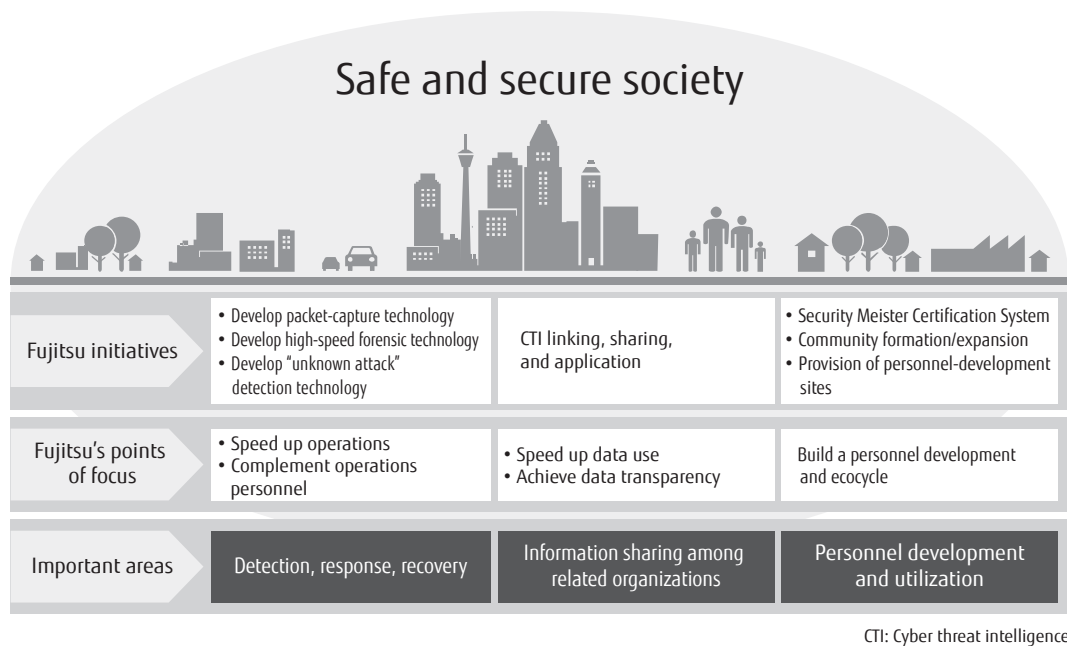 Safe and secure society
Fujitsu initiatives
• Develop packet-capture technology
• Develop high-speed forensic technology
• Develop “unknown attack”
detection technology
CTI linking, sharing,
and application
• Security Meister Certification System
• Community formation/expansion
• Provision of personnel-development
sites
Fujitsu’s points
of focus
• Speed up operations
• Complement operations
personnel
• Speed up data use
• Achieve data transparency
Build a personnel development
and ecocycle
Important areas
Detection, response, recovery
Information sharing among
related organizations
Personnel development
and utilization
CTI: Cyber threat intelligence